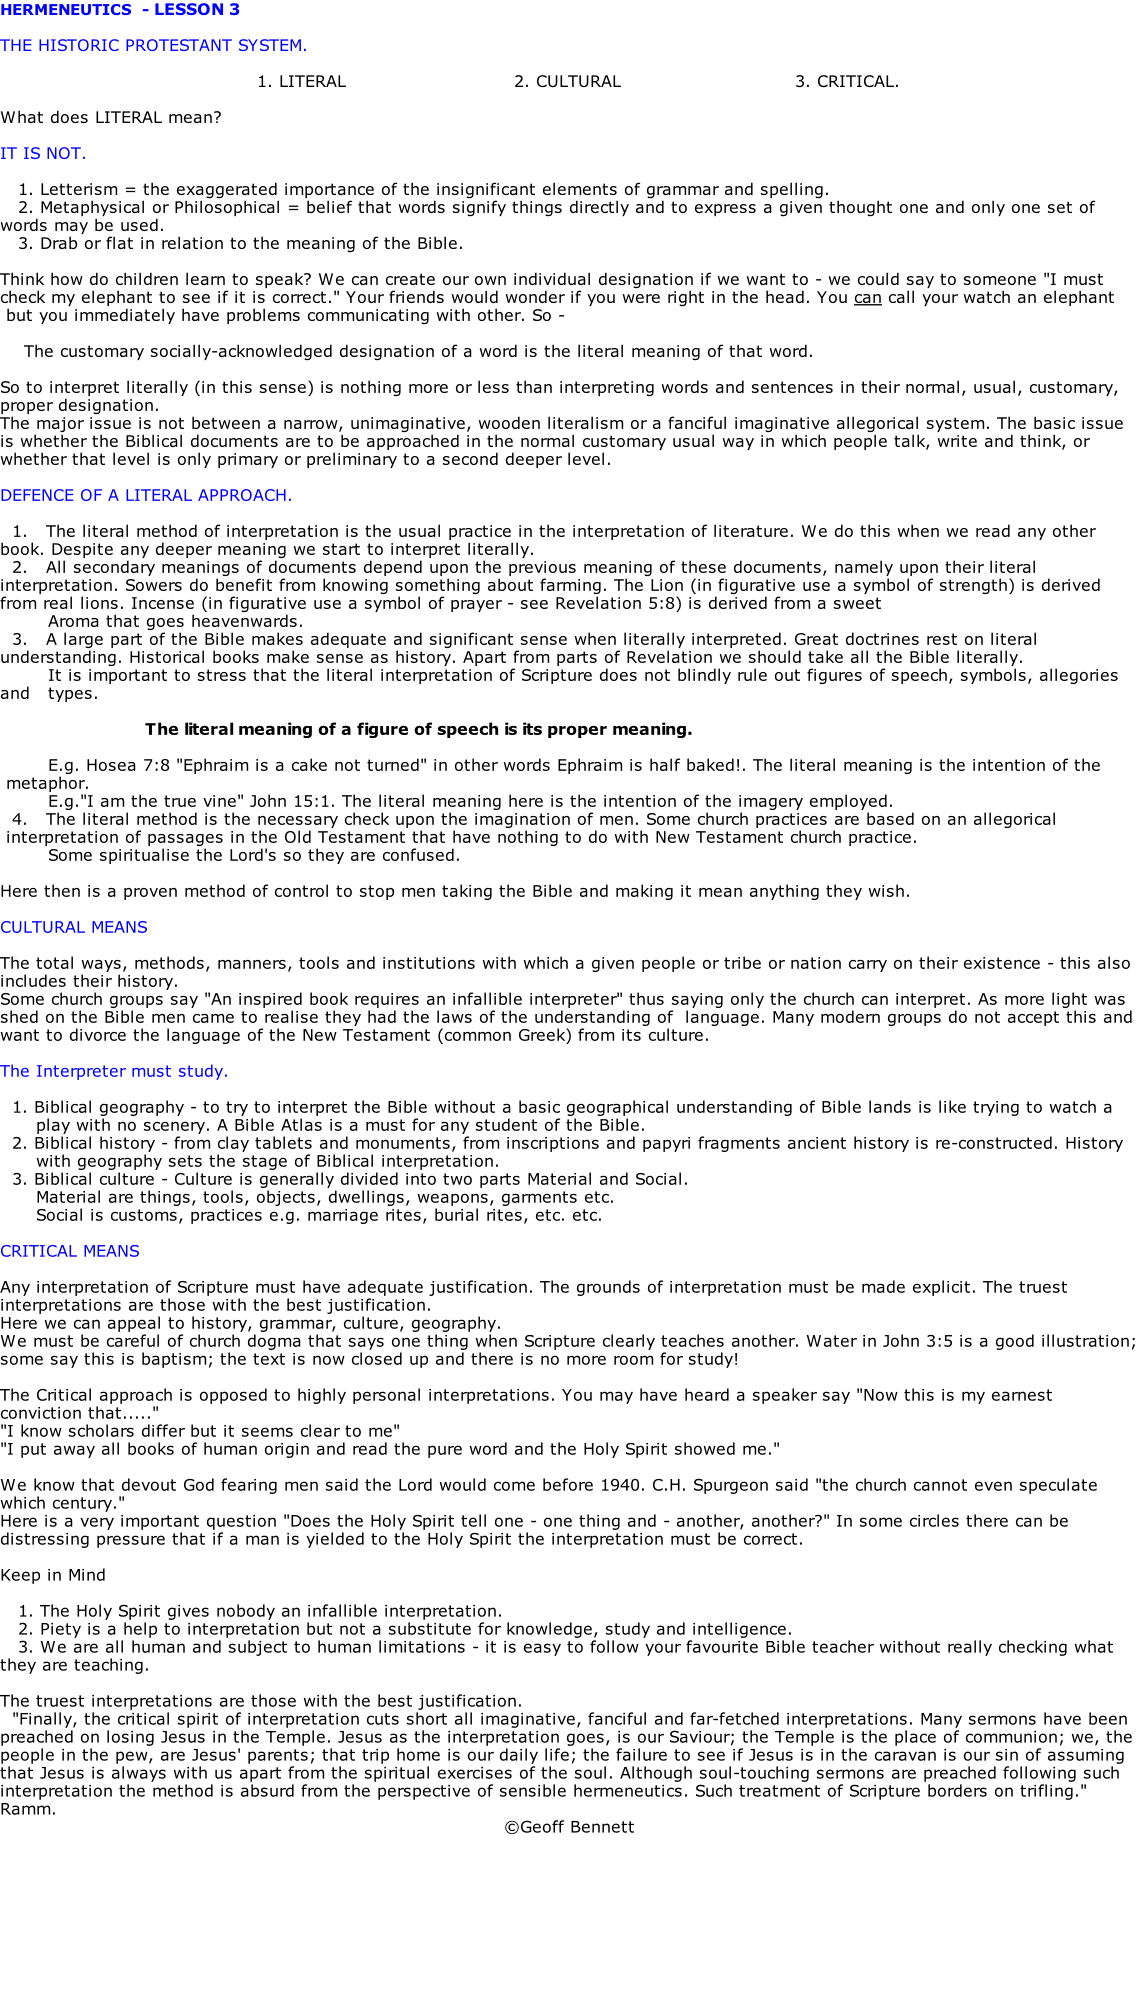 HERMENEUTICS - LESSON 3
THE HISTORIC PROTESTANT SYSTEM.
1. LITERAL 2. CULTURAL 3. CRITICAL.
What does LITERAL mean?
IT IS NOT.
1. Letterism = the exaggerated importance of the insignificant elements of grammar and spelling.
2. Metaphysical or Philosophical = belief that words signify things directly and to express a given thought one and only one set of
words may be used.
3. Drab or flat in relation to the meaning of the Bible.
Think how do children learn to speak? We can create our own individual designation if we want to - we could say to someone "I must
check my elephant to see if it is correct." Your friends would wonder if you were right in the head. You can call your watch an elephant
but you immediately have problems communicating with other. So -
The customary socially-acknowledged designation of a word is the literal meaning of that word.
So to interpret literally (in this sense) is nothing more or less than interpreting words and sentences in their normal, usual, customary,
proper designation.
The major issue is not between a narrow, unimaginative, wooden literalism or a fanciful imaginative allegorical system. The basic issue
is whether the Biblical documents are to be approached in the normal customary usual way in which people talk, write and think, or
whether that level is only primary or preliminary to a second deeper level.
DEFENCE OF A LITERAL APPROACH.
1. The literal method of interpretation is the usual practice in the interpretation of literature. We do this when we read any other
book. Despite any deeper meaning we start to interpret literally.
2. All secondary meanings of documents depend upon the previous meaning of these documents, namely upon their literal
interpretation. Sowers do benefit from knowing something about farming. The Lion (in figurative use a symbol of strength) is derived
from real lions. Incense (in figurative use a symbol of prayer - see Revelation 5:8) is derived from a sweet
Aroma that goes heavenwards.
3. A large part of the Bible makes adequate and significant sense when literally interpreted. Great doctrines rest on literal
understanding. Historical books make sense as history. Apart from parts of Revelation we should take all the Bible literally.
It is important to stress that the literal interpretation of Scripture does not blindly rule out figures of speech, symbols, allegories
and types.
The literal meaning of a figure of speech is its proper meaning.
E.g. Hosea 7:8 "Ephraim is a cake not turned" in other words Ephraim is half baked!. The literal meaning is the intention of the
metaphor.
E.g."I am the true vine" John 15:1. The literal meaning here is the intention of the imagery employed.
4. The literal method is the necessary check upon the imagination of men. Some church practices are based on an allegorical
interpretation of passages in the Old Testament that have nothing to do with New Testament church practice.
Some spiritualise the Lord's so they are confused.
Here then is a proven method of control to stop men taking the Bible and making it mean anything they wish.
CULTURAL MEANS
The total ways, methods, manners, tools and institutions with which a given people or tribe or nation carry on their existence - this also
includes their history.
Some church groups say "An inspired book requires an infallible interpreter" thus saying only the church can interpret. As more light was
shed on the Bible men came to realise they had the laws of the understanding of language. Many modern groups do not accept this and
want to divorce the language of the New Testament (common Greek) from its culture.
The Interpreter must study.
1. Biblical geography - to try to interpret the Bible without a basic geographical understanding of Bible lands is like trying to watch a
play with no scenery. A Bible Atlas is a must for any student of the Bible.
2. Biblical history - from clay tablets and monuments, from inscriptions and papyri fragments ancient history is re-constructed. History
with geography sets the stage of Biblical interpretation.
3. Biblical culture - Culture is generally divided into two parts Material and Social.
Material are things, tools, objects, dwellings, weapons, garments etc.
Social is customs, practices e.g. marriage rites, burial rites, etc. etc.
CRITICAL MEANS
Any interpretation of Scripture must have adequate justification. The grounds of interpretation must be made explicit. The truest
interpretations are those with the best justification.
Here we can appeal to history, grammar, culture, geography.
We must be careful of church dogma that says one thing when Scripture clearly teaches another. Water in John 3:5 is a good illustration;
some say this is baptism; the text is now closed up and there is no more room for study!
The Critical approach is opposed to highly personal interpretations. You may have heard a speaker say "Now this is my earnest
conviction that....."
"I know scholars differ but it seems clear to me"
"I put away all books of human origin and read the pure word and the Holy Spirit showed me."
We know that devout God fearing men said the Lord would come before 1940. C.H. Spurgeon said "the church cannot even speculate
which century."
Here is a very important question "Does the Holy Spirit tell one - one thing and - another, another?" In some circles there can be
distressing pressure that if a man is yielded to the Holy Spirit the interpretation must be correct.
Keep in Mind
1. The Holy Spirit gives nobody an infallible interpretation.
2. Piety is a help to interpretation but not a substitute for knowledge, study and intelligence.
3. We are all human and subject to human limitations - it is easy to follow your favourite Bible teacher without really checking what
they are teaching.
The truest interpretations are those with the best justification.
"Finally, the critical spirit of interpretation cuts short all imaginative, fanciful and far-fetched interpretations. Many sermons have been
preached on losing Jesus in the Temple. Jesus as the interpretation goes, is our Saviour; the Temple is the place of communion; we, the
people in the pew, are Jesus' parents; that trip home is our daily life; the failure to see if Jesus is in the caravan is our sin of assuming
that Jesus is always with us apart from the spiritual exercises of the soul. Although soul-touching sermons are preached following such
interpretation the method is absurd from the perspective of sensible hermeneutics. Such treatment of Scripture borders on trifling."
Ramm.
©Geoff Bennett